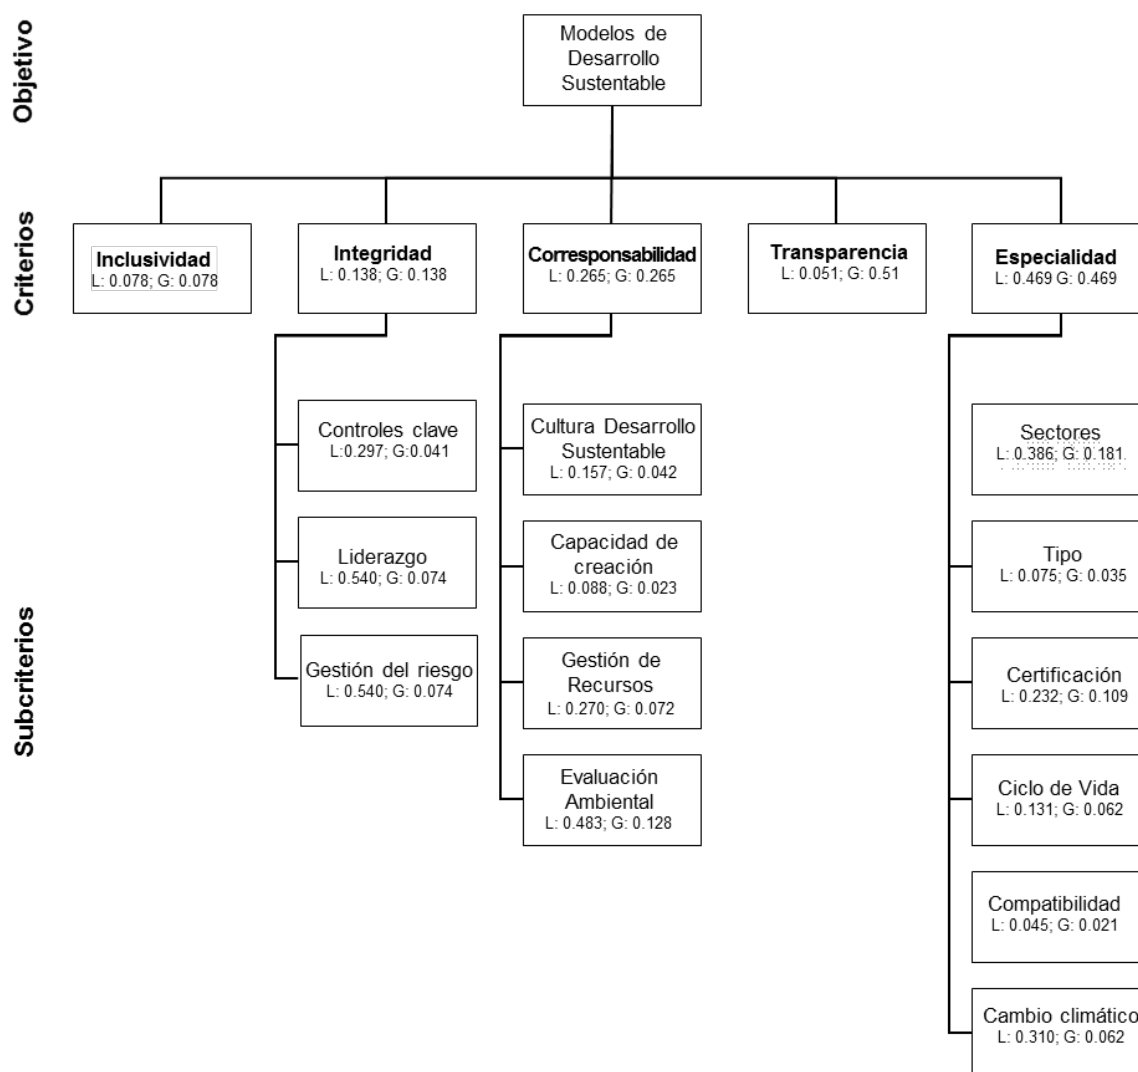 Objetivo
Modelos de
Desarrollo
Sustentable
Criterios
Inclusividad
L: 0.078; G: 0.078
Integridad
L: 0.138; G: 0.138
Corresponsabilidad
L: 0.265; G: 0.265
Transparencia
L: 0.051; G: 0.51
Especialidad
L: 0.469 G: 0.469
Subcriterios
Controles clave
L:0.297; G:0.041
Liderazgo
L: 0.540; G: 0.074
Gestión del riesgo
L: 0.540; G: 0.074
Cultura Desarrollo
Sustentable
L: 0.157; G: 0.042
Capacidad de
creación
L: 0.088; G: 0.023
Gestión de
Recursos
L: 0.270; G: 0.072
Evaluación
Ambiental
L: 0.483; G: 0.128
Sectores
L: 0.386; G: 0.181
Tipo
L: 0.075; G: 0.035
Certificación
L: 0.232; G: 0.109
Ciclo de Vida
L: 0.131; G: 0.062
Compatibilidad
L: 0.045; G: 0.021
Cambio climático
L: 0.310; G: 0.062